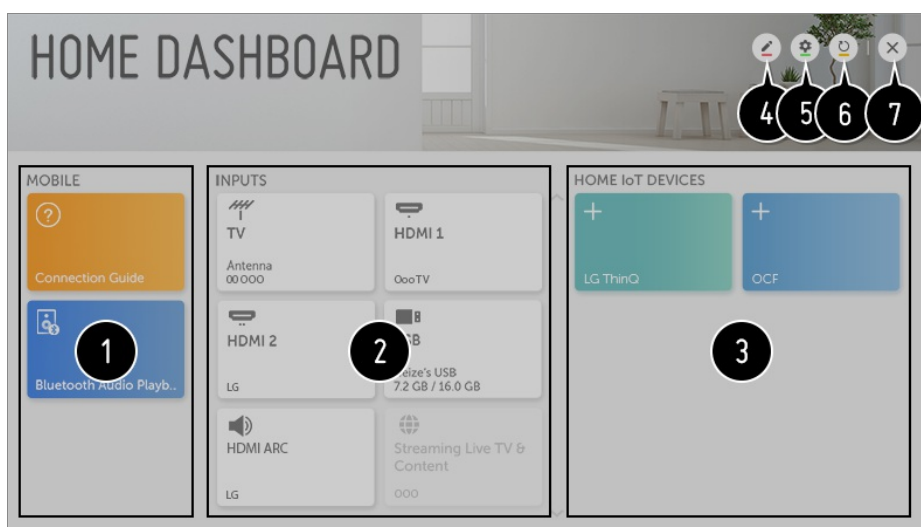 HOME DASHBOARD
4 5 6 7
MOBILE
Connection Guide
1
Bluetooth Audio Playb..
INPUTS
TV
Antenna
00 000
HDMI 1
OooTV
HDMI 2
LG
2
7.2 GB / 16.0 GB
HDMI ARC
LG
Streaming Live TV &
Content
000
HOME IoT DEVICES
LG ThinQ
OCF
3